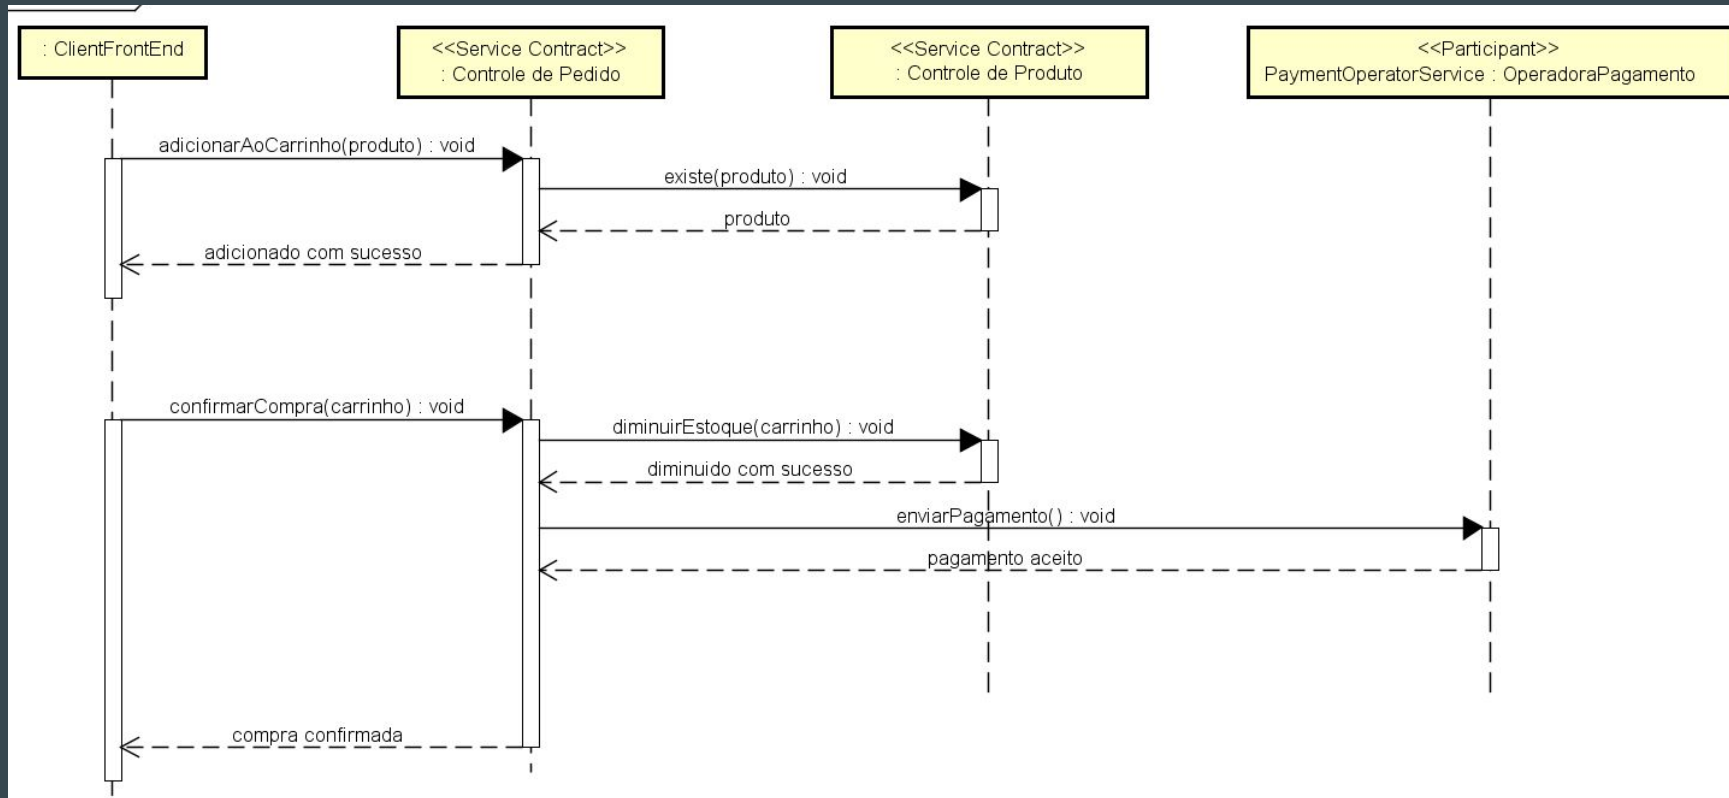 : ClientFrontEnd
<<Service Contract>>
: Controle de Pedido
<<Service Contract>>
: Controle de Produto
<<Participant>>
PaymentOperatorService : OperadoraPagamento
adicionarAoCarrinho(produto) : void
existe(produto) : void
produto
adicionado com sucesso
confirmarCompra(carrinho) : void
diminuirEstoque(carrinho) : void
diminuido com sucesso
enviarPagamento() : void
pagamento aceito
compra confirmada